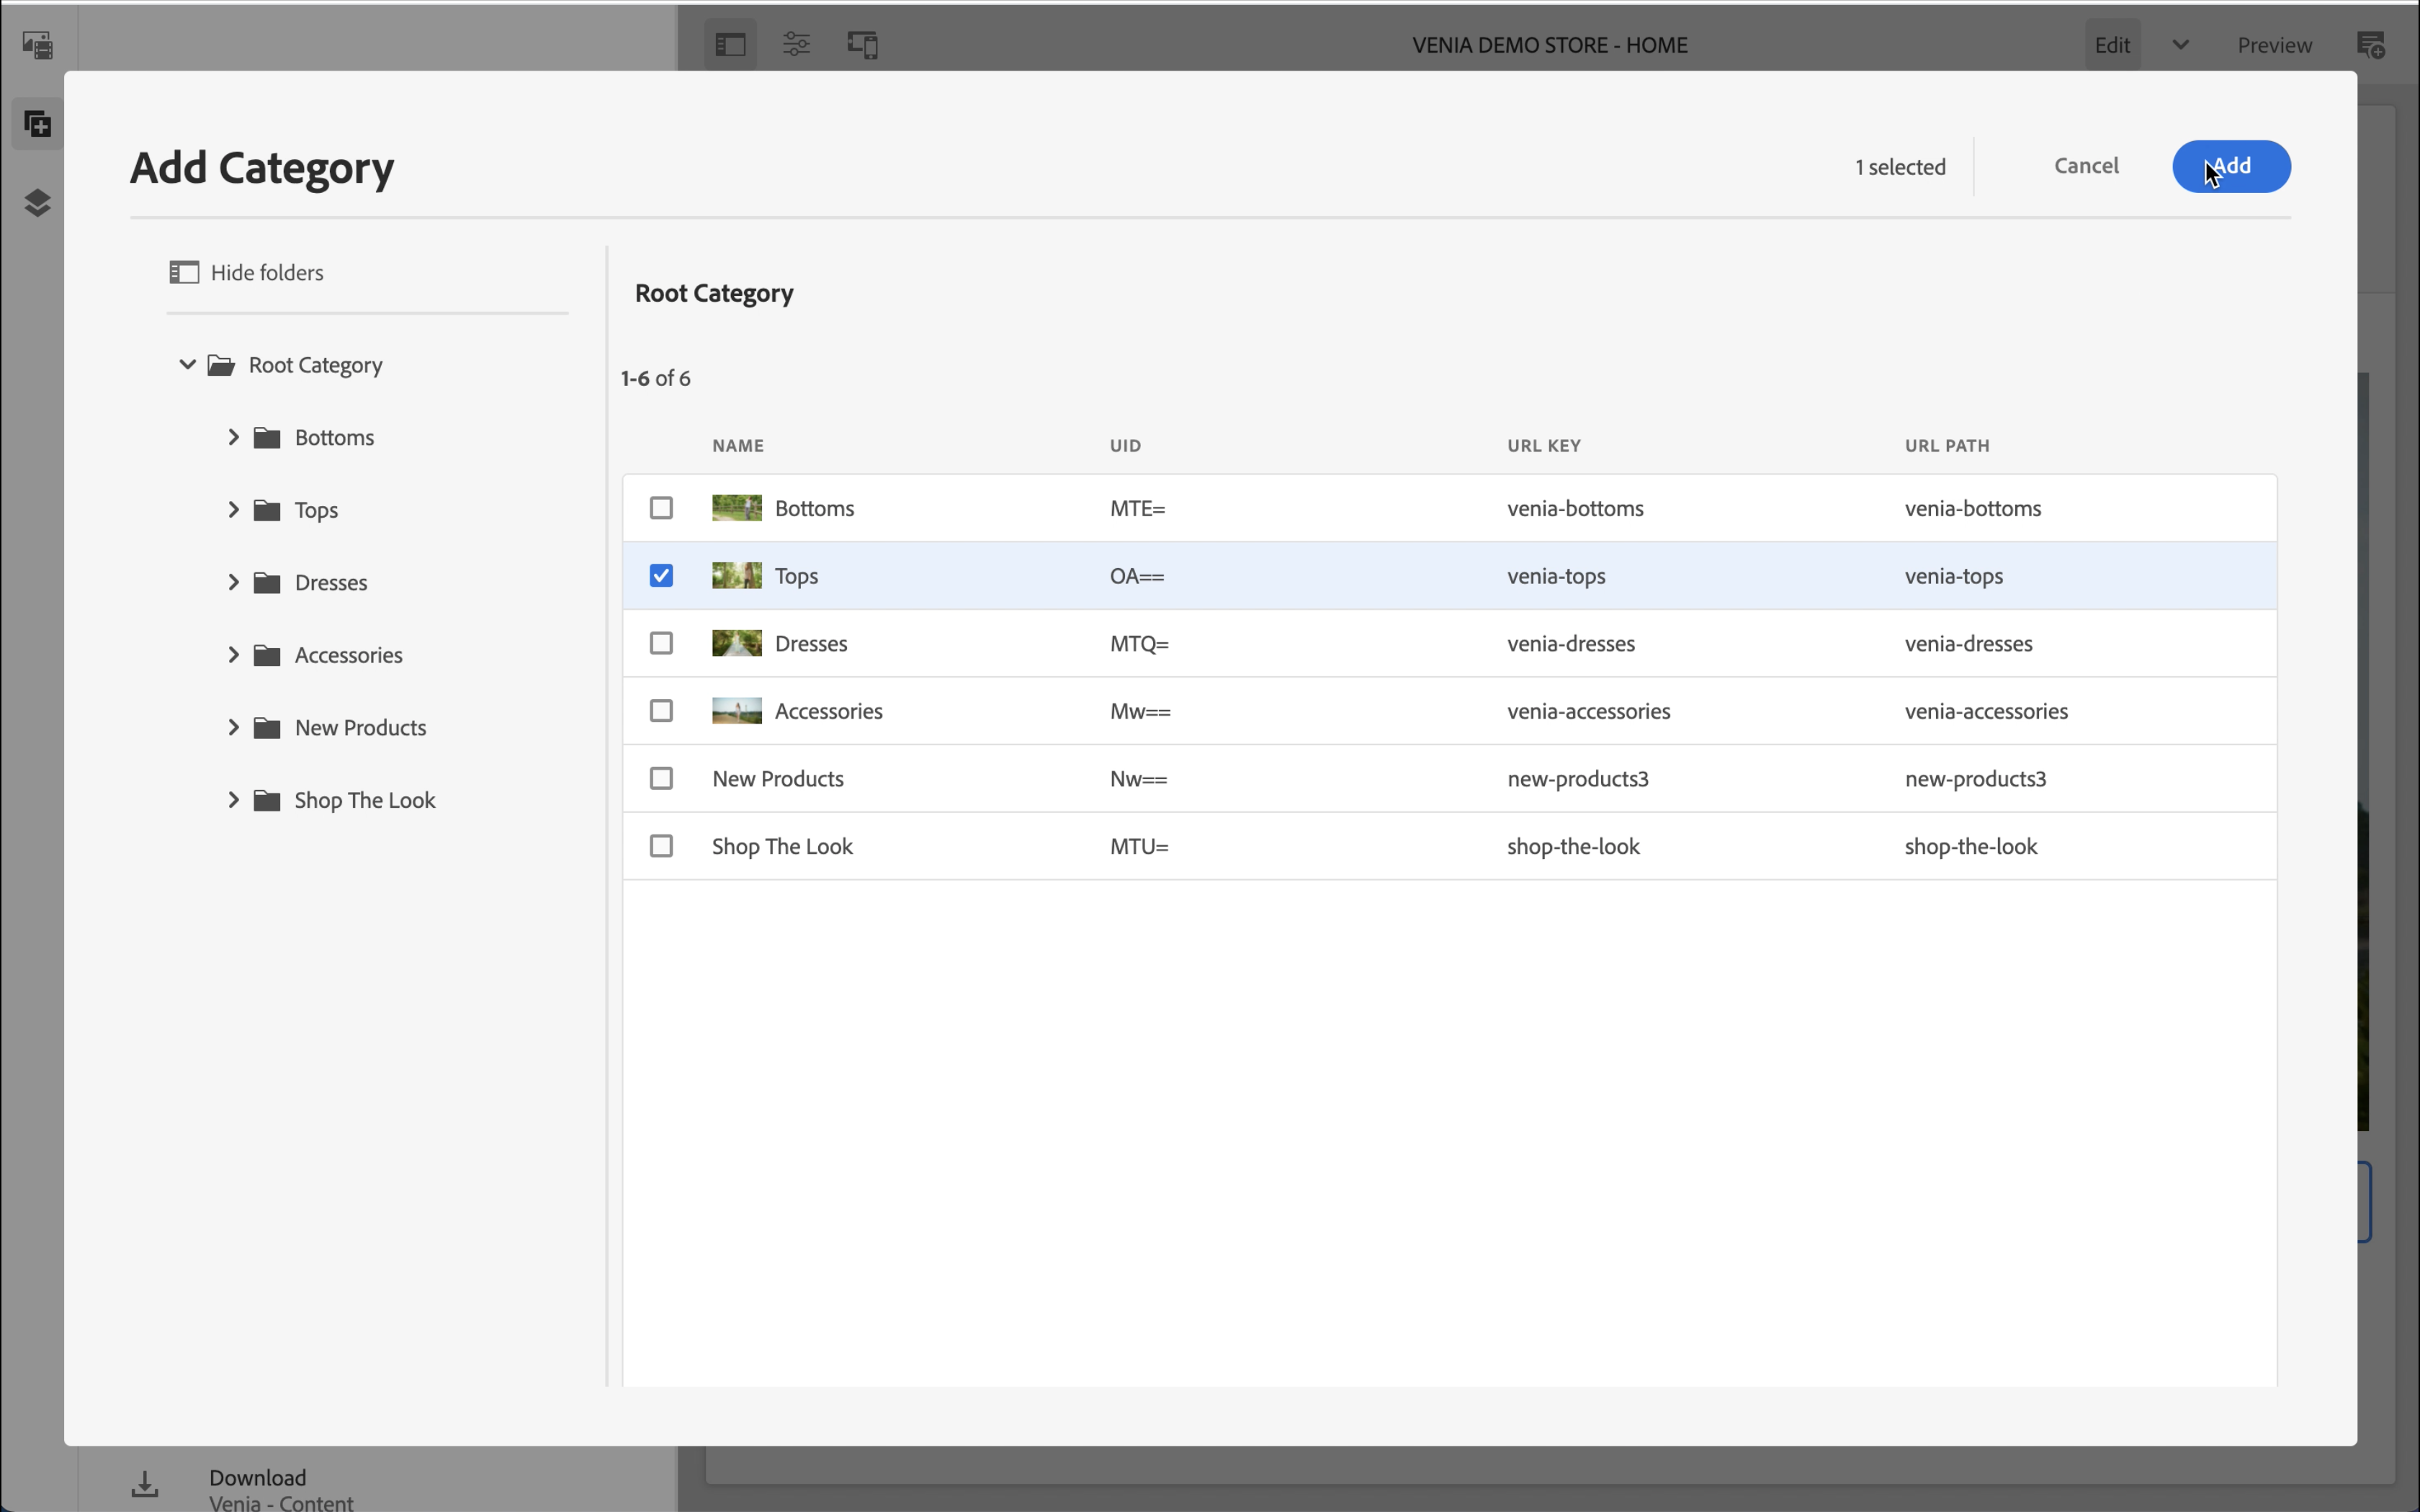 VENIA DEMO STORE - HOME
Edit
Preview
Add Category
1 selected
Cancel
Add
Hide folders
Root Category
Bottoms
Tops
Dresses
Accessories
New Products
Shop The Look
Root Category
1-6 of 6
NAME UID URL KEY URL PATH
Bottoms MTE= venia-bottoms venia-bottoms
Tops OA== venia-tops venia-tops
Dresses MTQ= venia-dresses venia-dresses
Accessories Mw== venia-accessories venia-accessories
New Products Nw== new-products3 new-products3
Shop The Look MTU= shop-the-look shop-the-look
Download
Venia - Content